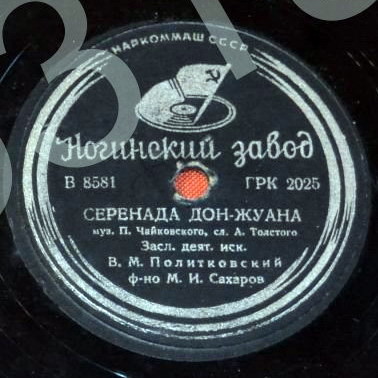 НАРКОММАШ СССР
Ногинский завод
В 8581 ГРК 2025
СЕРЕНАДА ДОН-ЖУАНА
муз. П. Чайковского, сл. А. Толстого
Засл. деят. иск.
В. М. Политковский
ф-но М. И. Сахаров